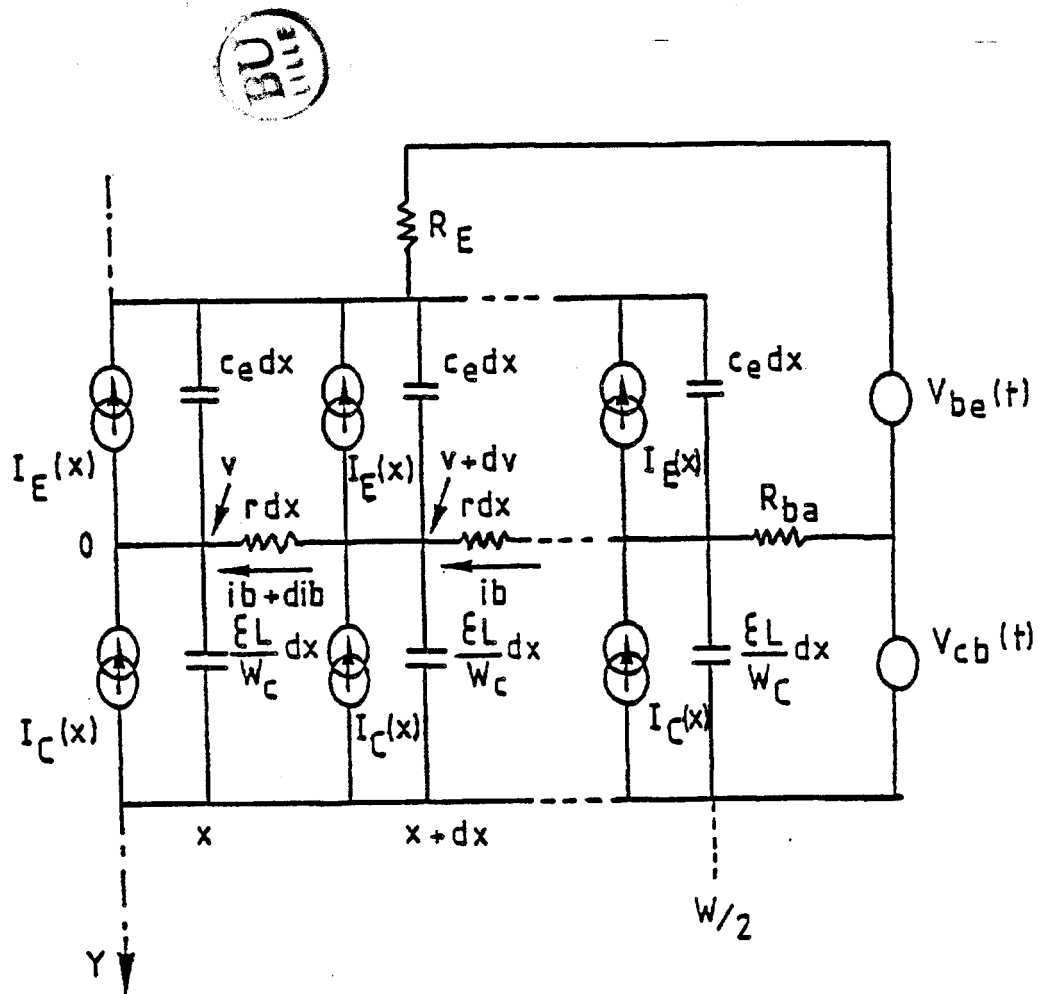 BU
LILLE
R_E
c_e dx
c_e dx
c_e dx
V_be(t)
I_E(x)
v
I_E(x)
v+dv
I_E(x)
r dx
r dx
R_ba
0
ib+dib
ib
εL/W_C dx
εL/W_C dx
εL/W_C dx
V_cb(t)
I_C(x)
I_C(x)
I_C(x)
x
x+dx
W/2
Y